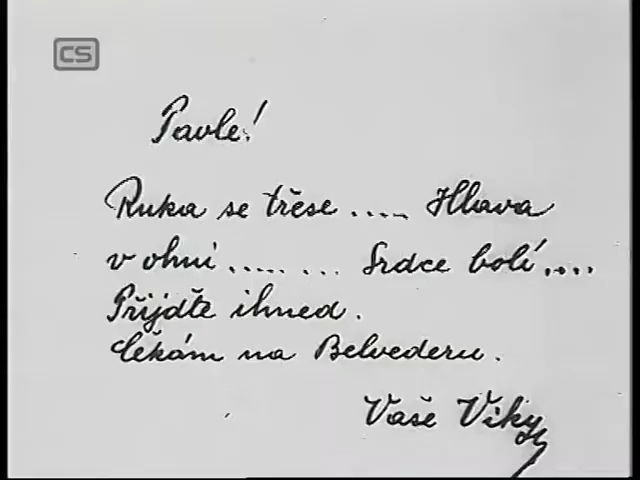 CS
Pavle!
Ruka se třese ..... Hlava
v ohni ..... ... Srdce bolí ....
Přijďte ihned.
Čekám na Belvederu.
Vaše Viky